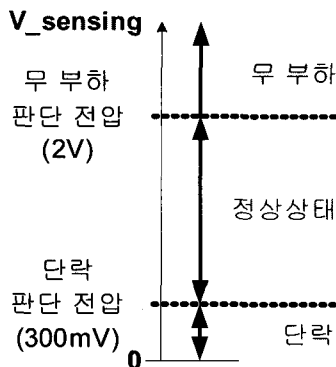 V_sensing
무 부하
무 부하
판단 전압
(2V)
정상상태
단락
판단 전압
(300mV)
단락
0